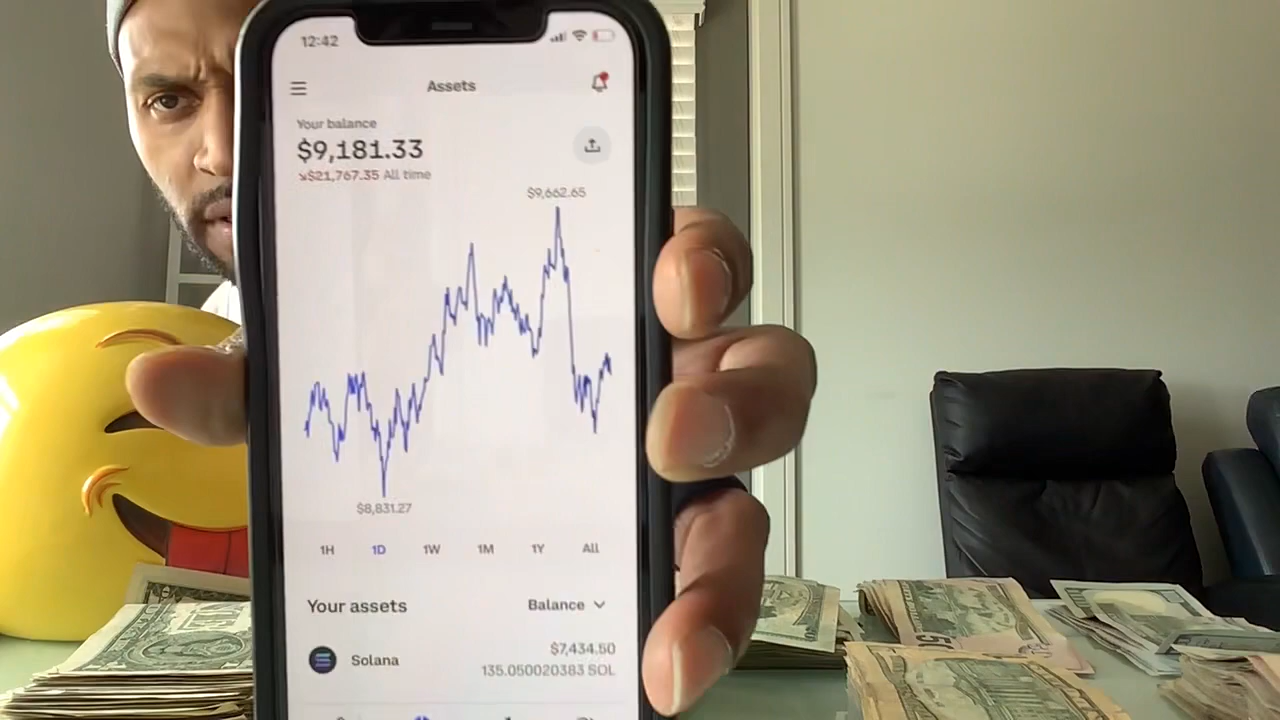 12:42
Assets
Your balance
$9,181.33
↘$21,767.35 All time
$9,662.65
$8,831.27
1H 1D 1W 1M 1Y ALL
Your assets Balance
Solana $7,434.50
135.050020383 SOL